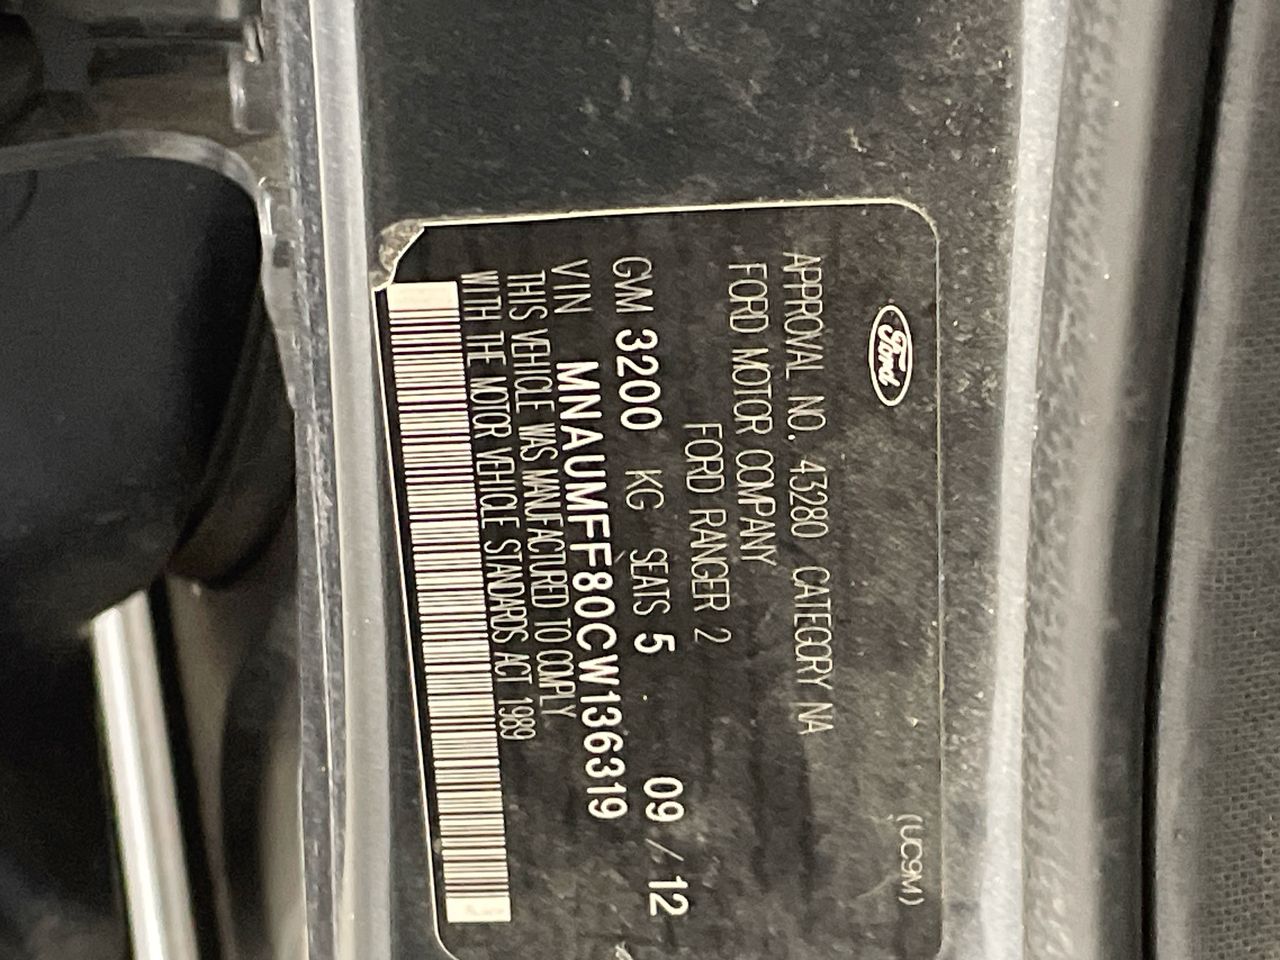 Ford
(UC9M)
APPROVAL NO. 43280 CATEGORY NA
FORD MOTOR COMPANY
FORD RANGER 2
GVM 3200 KG SEATS 5 09/12
VIN MNAUMFF80CW136319
THIS VEHICLE WAS MANUFACTURED TO COMPLY
WITH THE MOTOR VEHICLE STANDARDS ACT 1989